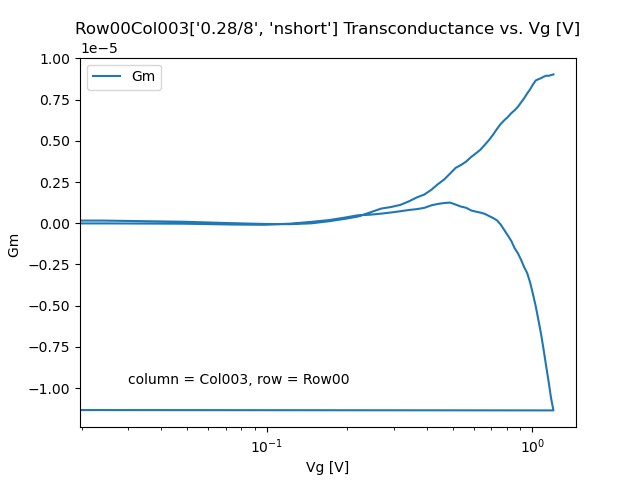 Row00Col003['0.28/8', 'nshort'] Transconductance vs. Vg [V]
1e−5
Gm
1.00
0.75
0.50
0.25
0.00
−0.25
−0.50
−0.75
−1.00
Gm
column = Col003, row = Row00
10⁻¹
10⁰
Vg [V]